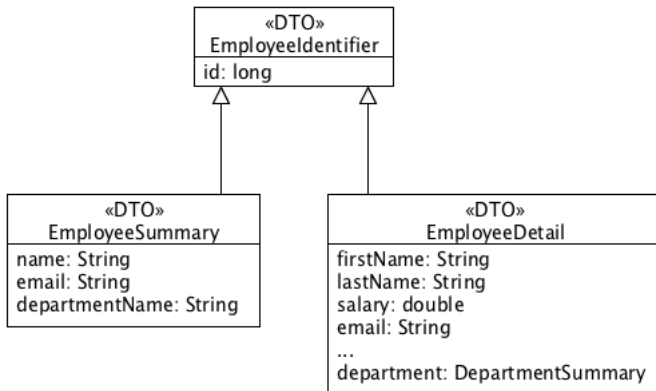 «DTO»
EmployeeIdentifier
id: long
«DTO»
EmployeeSummary
name: String
email: String
departmentName: String
«DTO»
EmployeeDetail
firstName: String
lastName: String
salary: double
email: String
...
department: DepartmentSummary